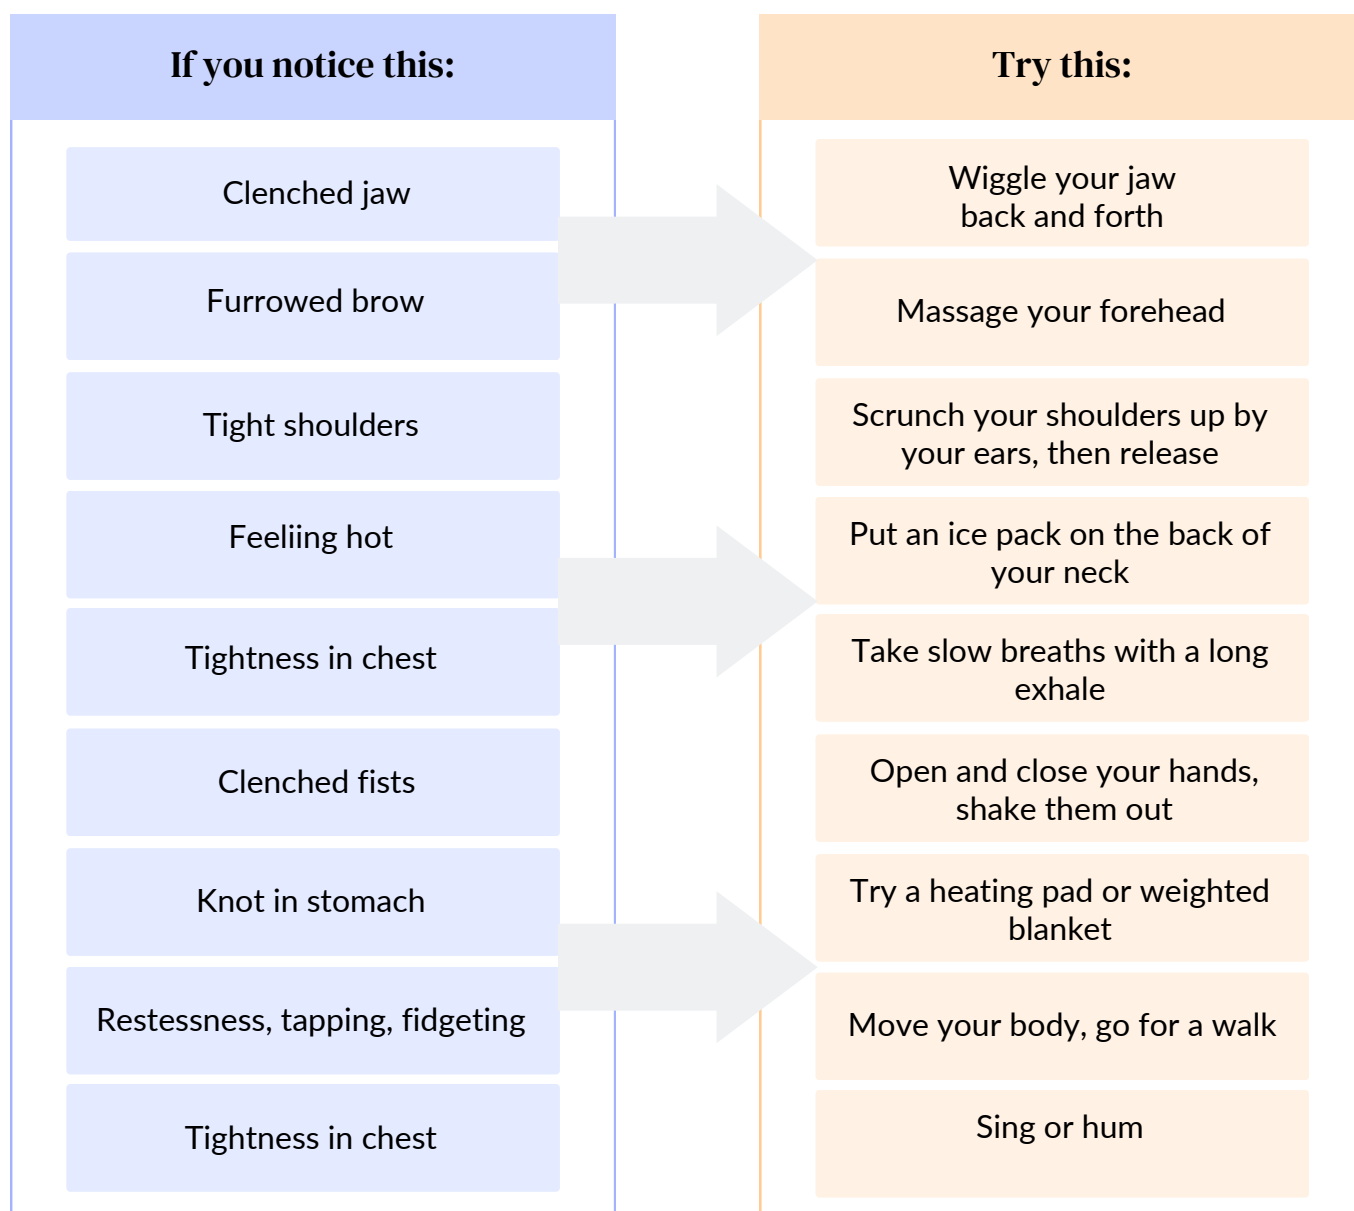 If you notice this:
Clenched jaw
Furrowed brow
Tight shoulders
Feeliing hot
Tightness in chest
Clenched fists
Knot in stomach
Restessness, tapping, fidgeting
Tightness in chest
Try this:
Wiggle your jaw
back and forth
Massage your forehead
Scrunch your shoulders up by
your ears, then release
Put an ice pack on the back of
your neck
Take slow breaths with a long
exhale
Open and close your hands,
shake them out
Try a heating pad or weighted
blanket
Move your body, go for a walk
Sing or hum